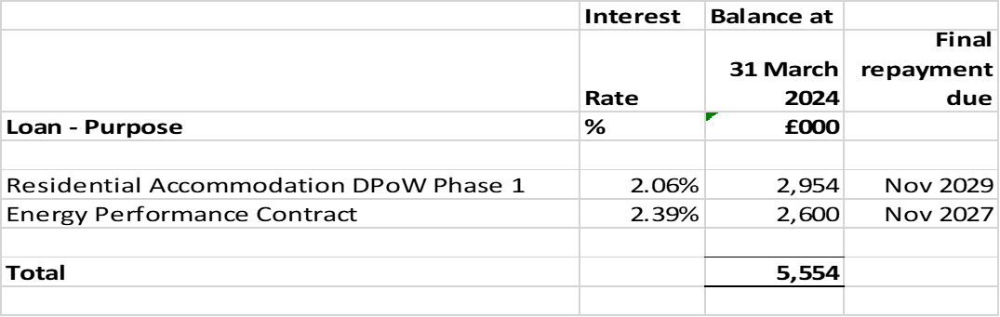 Interest Balance at
Final
31 March repayment
Rate 2024 due
Loan - Purpose % £000
Residential Accommodation DPoW Phase 1 2.06% 2,954 Nov 2029
Energy Performance Contract 2.39% 2,600 Nov 2027
Total 5,554